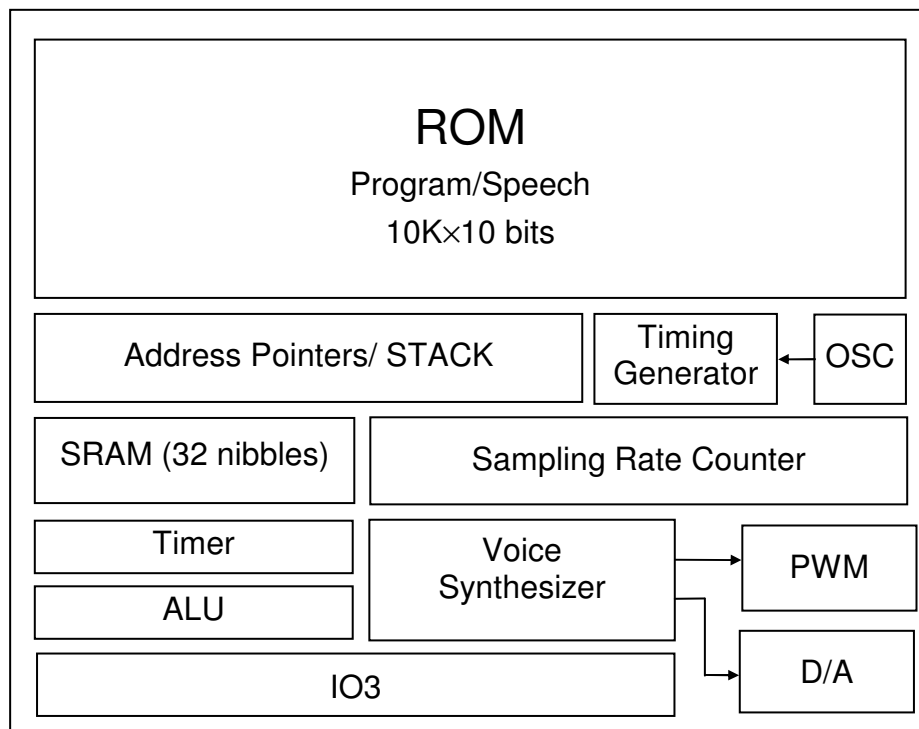 ROM
Program/Speech
10K×10 bits
Address Pointers/ STACK
Timing
Generator
OSC
SRAM (32 nibbles)
Sampling Rate Counter
Timer
Voice
Synthesizer
PWM
ALU
IO3
D/A